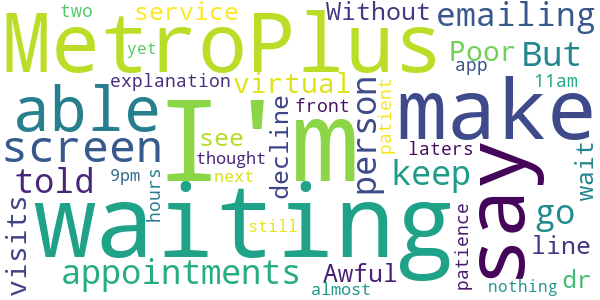 two
service
Without
emailing
MetroPlus
yet
Poor
But
explanation
virtual
app
11am
able
I'm
person
patient
make
front
decline
see
screen
thought
laters
say
wait
told
9pm
hours
next
keep
waiting
visits
still
patience
go
line
appointments
Awful
almost
nothing
dr